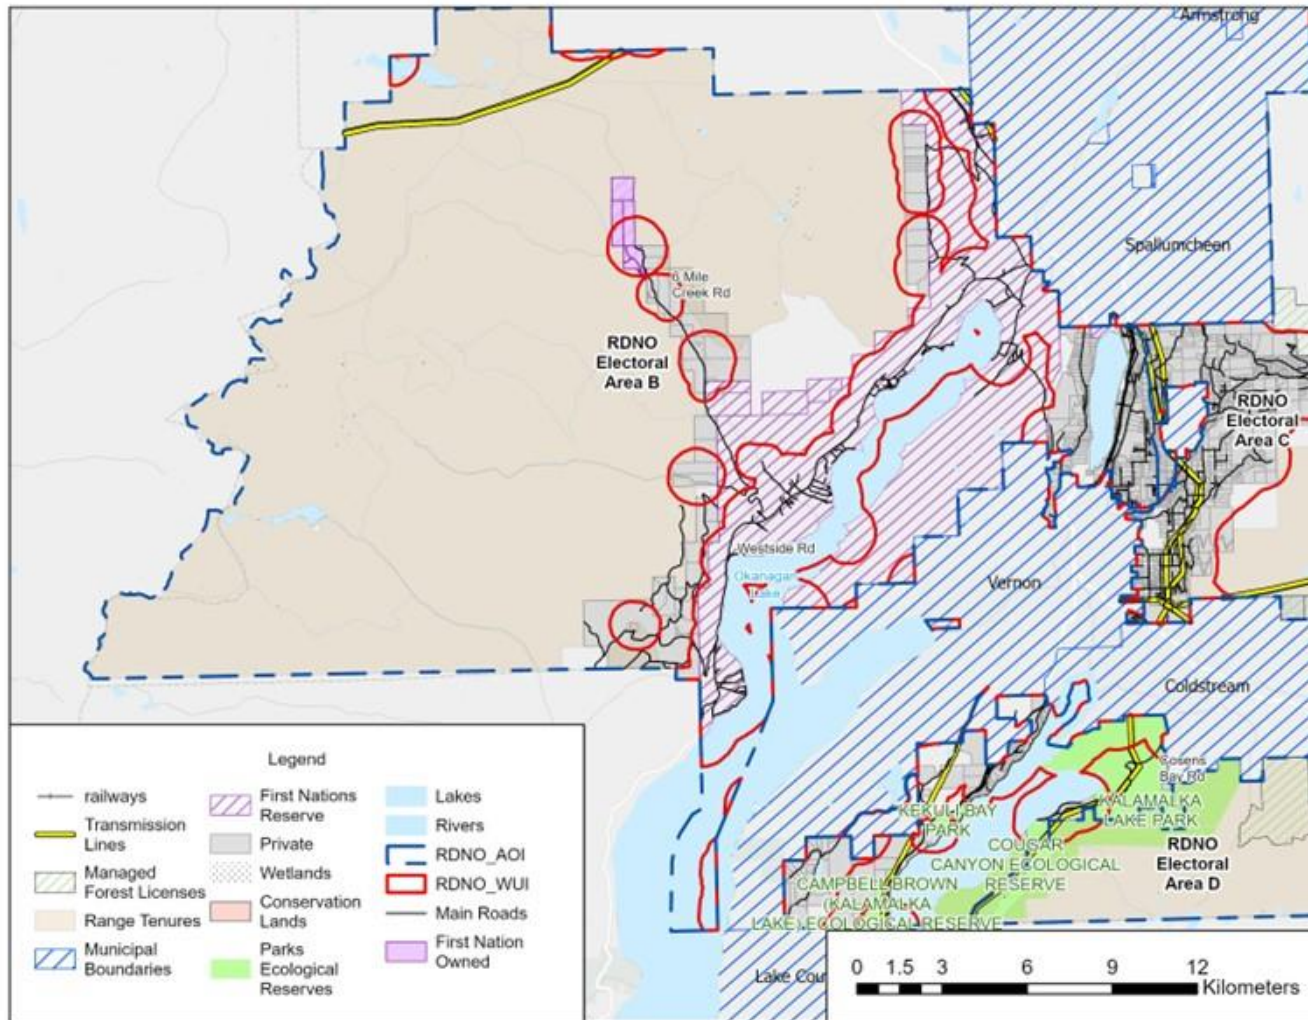 Armstrong
Spallumcheen
6 Mile
Creek Rd
RDNO
Electoral
Area B
RDNO
Electoral
Area C
Westside Rd
Okanagan
Lake
Vernon
Coldstream
Cosens
Bay Rd
KEKULI BAY
PARK
KALAMALKA
LAKE PARK
COUGAR
CANYON ECOLOGICAL
RESERVE
RDNO
Electoral
Area D
CAMPBELL BROWN
(KALAMALKA
LAKE) ECOLOGICAL RESERVE
Lake Cou
Legend
railways
Transmission
Lines
Managed
Forest Licenses
Range Tenures
Municipal
Boundaries
First Nations
Reserve
Private
Wetlands
Conservation
Lands
Parks
Ecological
Reserves
Lakes
Rivers
RDNO_AOI
RDNO_WUI
Main Roads
First Nation
Owned
0 1.5 3 6 9 12
Kilometers